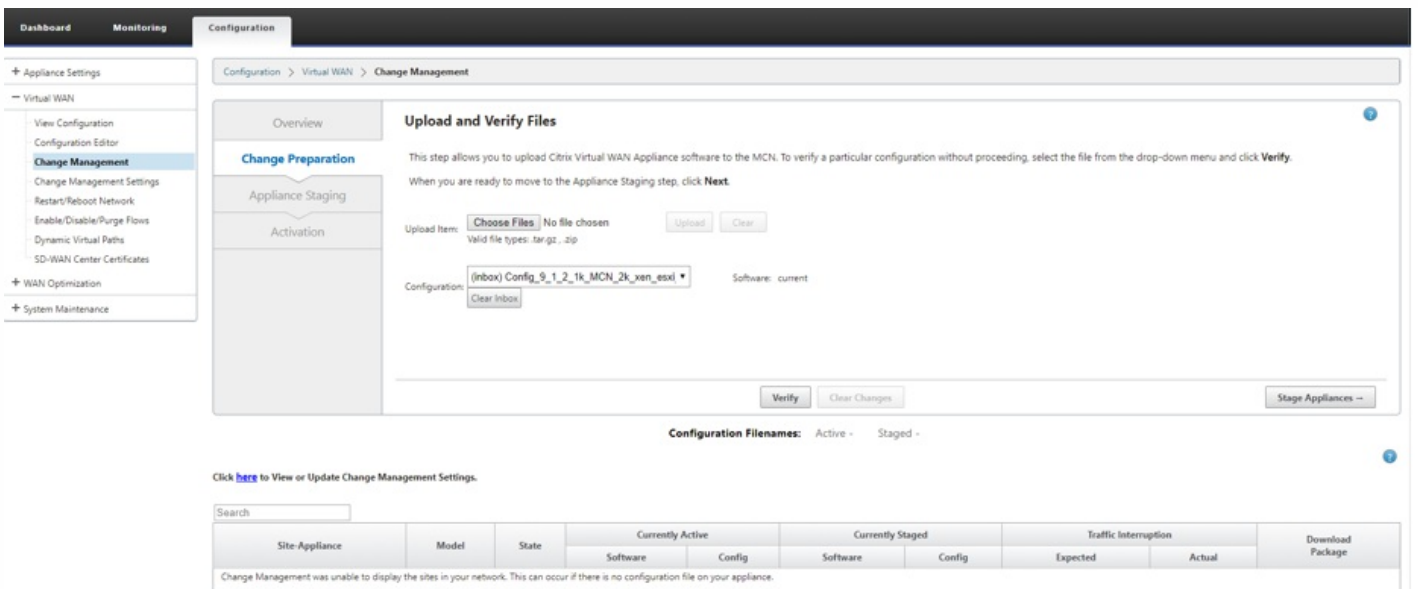 Dashboard Monitoring Configuration
+ Appliance Settings
− Virtual WAN
View Configuration
Configuration Editor
Change Management
Change Management Settings
Restart/Reboot Network
Enable/Disable/Purge Flows
Dynamic Virtual Paths
SD-WAN Center Certificates
+ WAN Optimization
+ System Maintenance
Configuration > Virtual WAN > Change Management
Overview
Change Preparation
Appliance Staging
Activation
Upload and Verify Files
?
This step allows you to upload Citrix Virtual WAN Appliance software to the MCN. To verify a particular configuration without proceeding, select the file from the drop-down menu and click Verify.
When you are ready to move to the Appliance Staging step, click Next.
Upload Item: Choose Files No file chosen Upload Clear
Valid file types: .tar.gz , .zip
Configuration: (inbox) Config_9_1_2_1k_MCN_2k_xen_esxi_ Software: current
Clear Inbox
Verify Clear Changes Stage Appliances →
Configuration Filenames: Active - Staged -
?
Click here to View or Update Change Management Settings.
Search
Site-Appliance Model State Currently Active Currently Staged Traffic Interruption Download Package
Software Config Software Config Expected Actual
Change Management was unable to display the sites in your network. This can occur if there is no configuration file on your appliance.